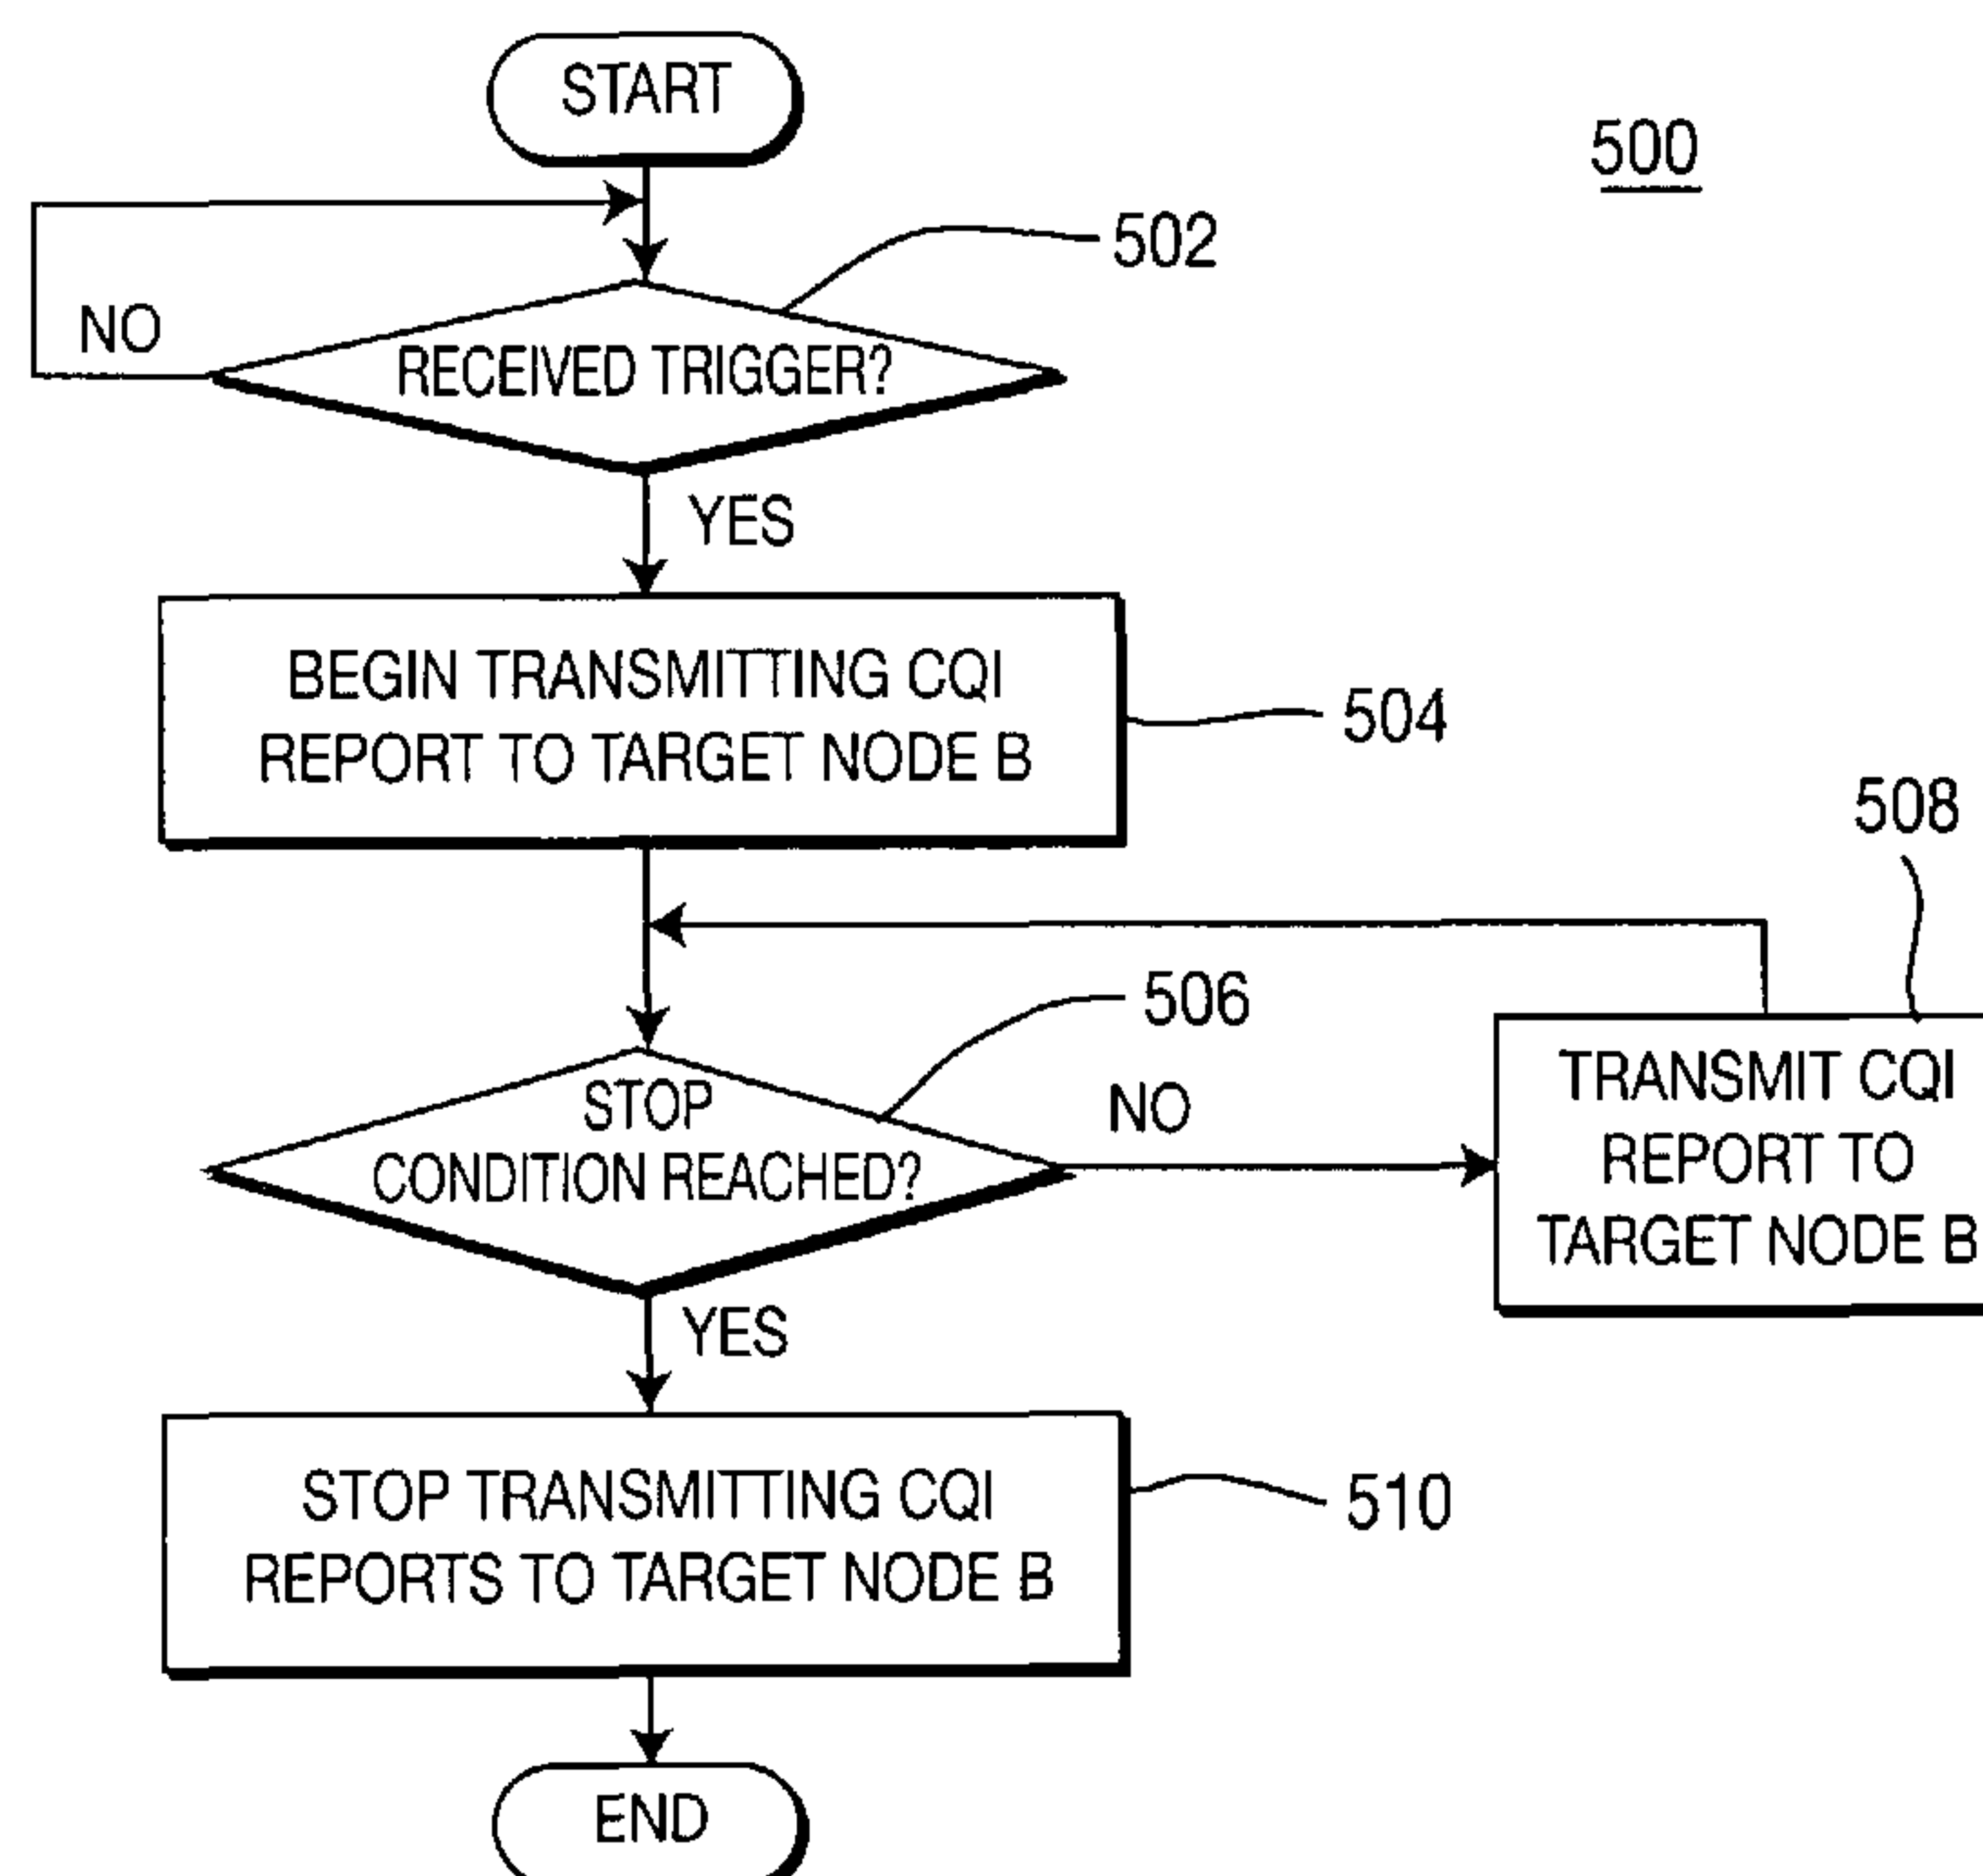 START
500
502
NO
RECEIVED TRIGGER?
YES
BEGIN TRANSMITTING CQI
REPORT TO TARGET NODE B
504
508
506
STOP
CONDITION REACHED?
NO
TRANSMIT CQI
REPORT TO
TARGET NODE B
YES
STOP TRANSMITTING CQI
REPORTS TO TARGET NODE B
510
END